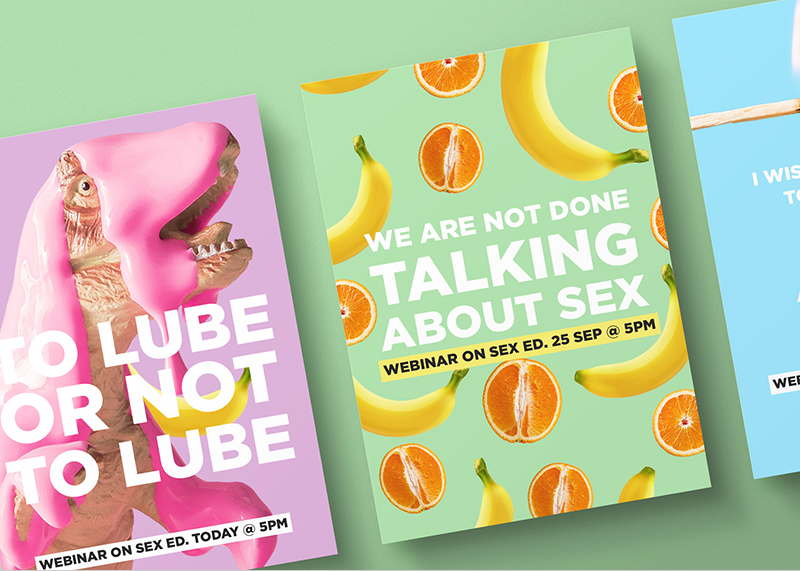 TO LUBE
OR NOT
TO LUBE
WEBINAR ON SEX ED. TODAY @ 5PM
WE ARE NOT DONE
TALKING
ABOUT SEX
WEBINAR ON SEX ED. 25 SEP @ 5PM
I